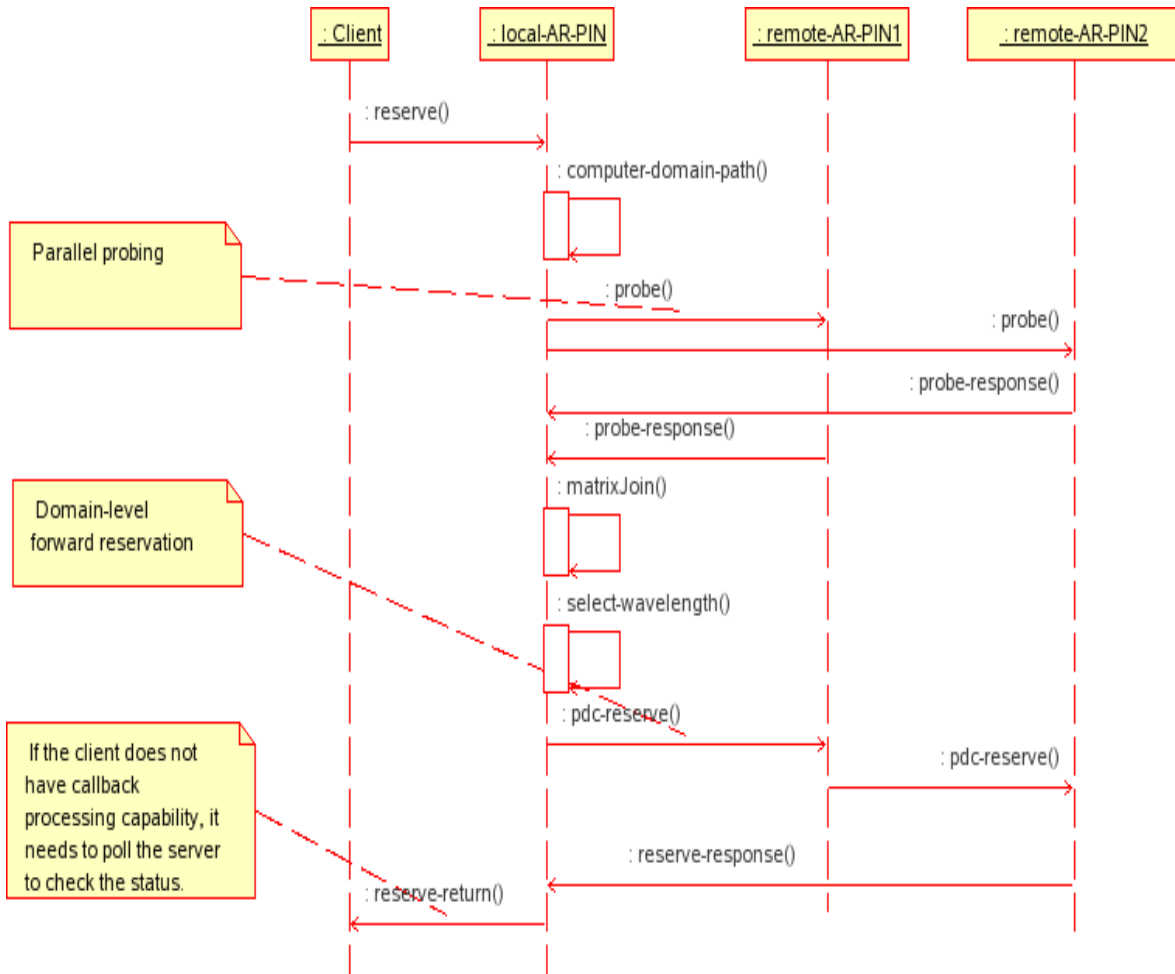 : Client
: local-AR-PIN
: remote-AR-PIN1
: remote-AR-PIN2
: reserve()
: computer-domain-path()
Parallel probing
: probe()
: probe()
: probe-response()
: probe-response()
: matrixJoin()
Domain-level
forward reservation
: select-wavelength()
: pdc-reserve()
: pdc-reserve()
If the client does not
have callback
processing capability, it
needs to poll the server
to check the status.
: reserve-response()
: reserve-return()